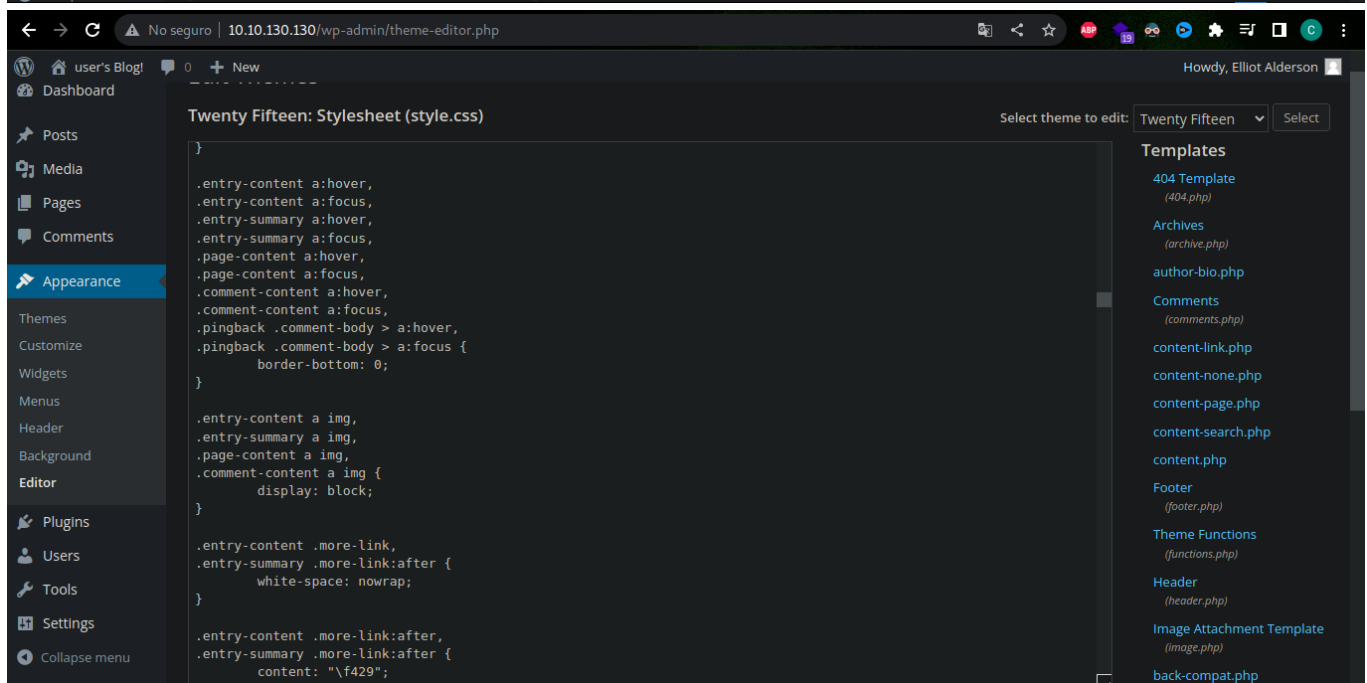 No seguro | 10.10.130.130/wp-admin/theme-editor.php
ABP
19
C
user's Blog!
0
+ New
Howdy, Elliot Alderson
Dashboard
Posts
Media
Pages
Comments
Appearance
Themes
Customize
Widgets
Menus
Header
Background
Editor
Plugins
Users
Tools
Settings
Collapse menu
Twenty Fifteen: Stylesheet (style.css)
Select theme to edit:
Twenty Fifteen
Select
}
.entry-content a:hover,
.entry-content a:focus,
.entry-summary a:hover,
.entry-summary a:focus,
.page-content a:hover,
.page-content a:focus,
.comment-content a:hover,
.comment-content a:focus,
.pingback .comment-body > a:hover,
.pingback .comment-body > a:focus {
border-bottom: 0;
}
.entry-content a img,
.entry-summary a img,
.page-content a img,
.comment-content a img {
display: block;
}
.entry-content .more-link,
.entry-summary .more-link:after {
white-space: nowrap;
}
.entry-content .more-link:after,
.entry-summary .more-link:after {
content: "\f429";
Templates
404 Template
(404.php)
Archives
(archive.php)
author-bio.php
Comments
(comments.php)
content-link.php
content-none.php
content-page.php
content-search.php
content.php
Footer
(footer.php)
Theme Functions
(functions.php)
Header
(header.php)
Image Attachment Template
(image.php)
back-compat.php